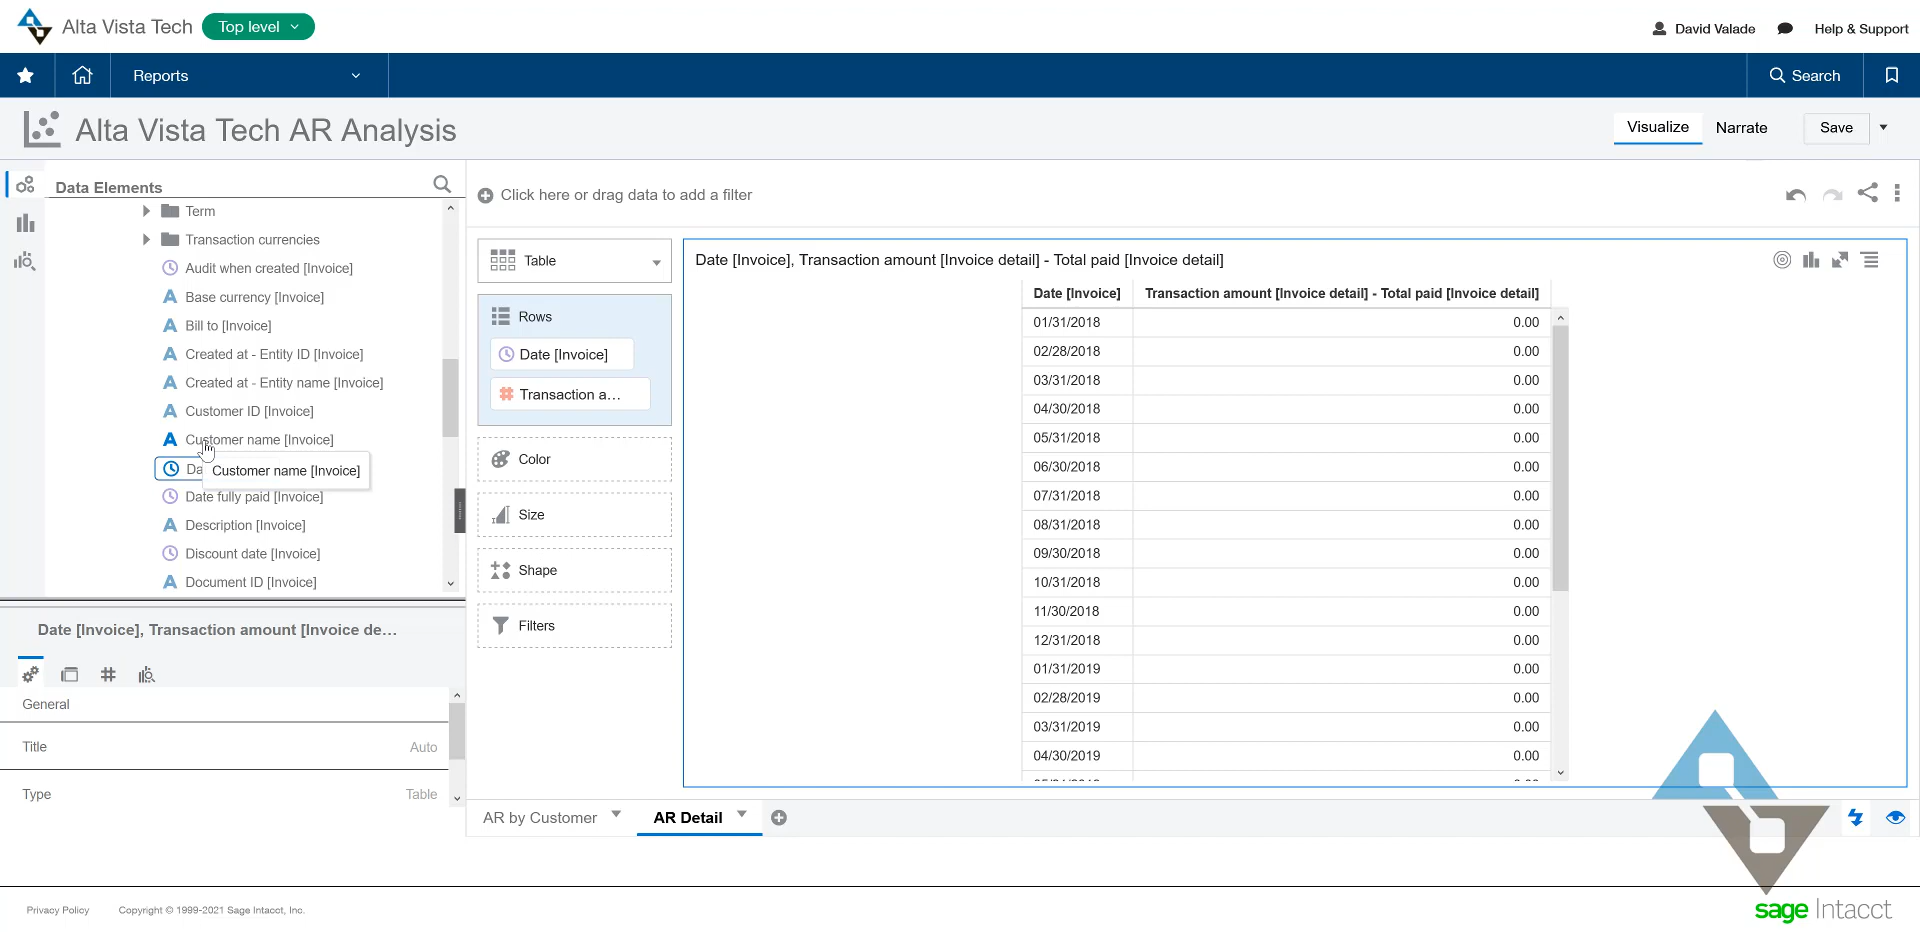 Alta Vista Tech
Top level
David Valade
Help & Support
Reports
Search
Alta Vista Tech AR Analysis
Visualize
Narrate
Save
Data Elements
Term
Transaction currencies
Audit when created [Invoice]
Base currency [Invoice]
Bill to [Invoice]
Created at - Entity ID [Invoice]
Created at - Entity name [Invoice]
Customer ID [Invoice]
Customer name [Invoice]
Da
Customer name [Invoice]
Date fully paid [Invoice]
Description [Invoice]
Discount date [Invoice]
Document ID [Invoice]
Date [Invoice], Transaction amount [Invoice de...
General
Title Auto
Type Table
Click here or drag data to add a filter
Table
Rows
Date [Invoice]
Transaction a...
Color
Size
Shape
Filters
Date [Invoice], Transaction amount [Invoice detail] - Total paid [Invoice detail]
Date [Invoice] Transaction amount [Invoice detail] - Total paid [Invoice detail]
01/31/2018 0.00
02/28/2018 0.00
03/31/2018 0.00
04/30/2018 0.00
05/31/2018 0.00
06/30/2018 0.00
07/31/2018 0.00
08/31/2018 0.00
09/30/2018 0.00
10/31/2018 0.00
11/30/2018 0.00
12/31/2018 0.00
01/31/2019 0.00
02/28/2019 0.00
03/31/2019 0.00
04/30/2019 0.00
AR by Customer
AR Detail
Privacy Policy
Copyright © 1999-2021 Sage Intacct, Inc.
sage Intacct